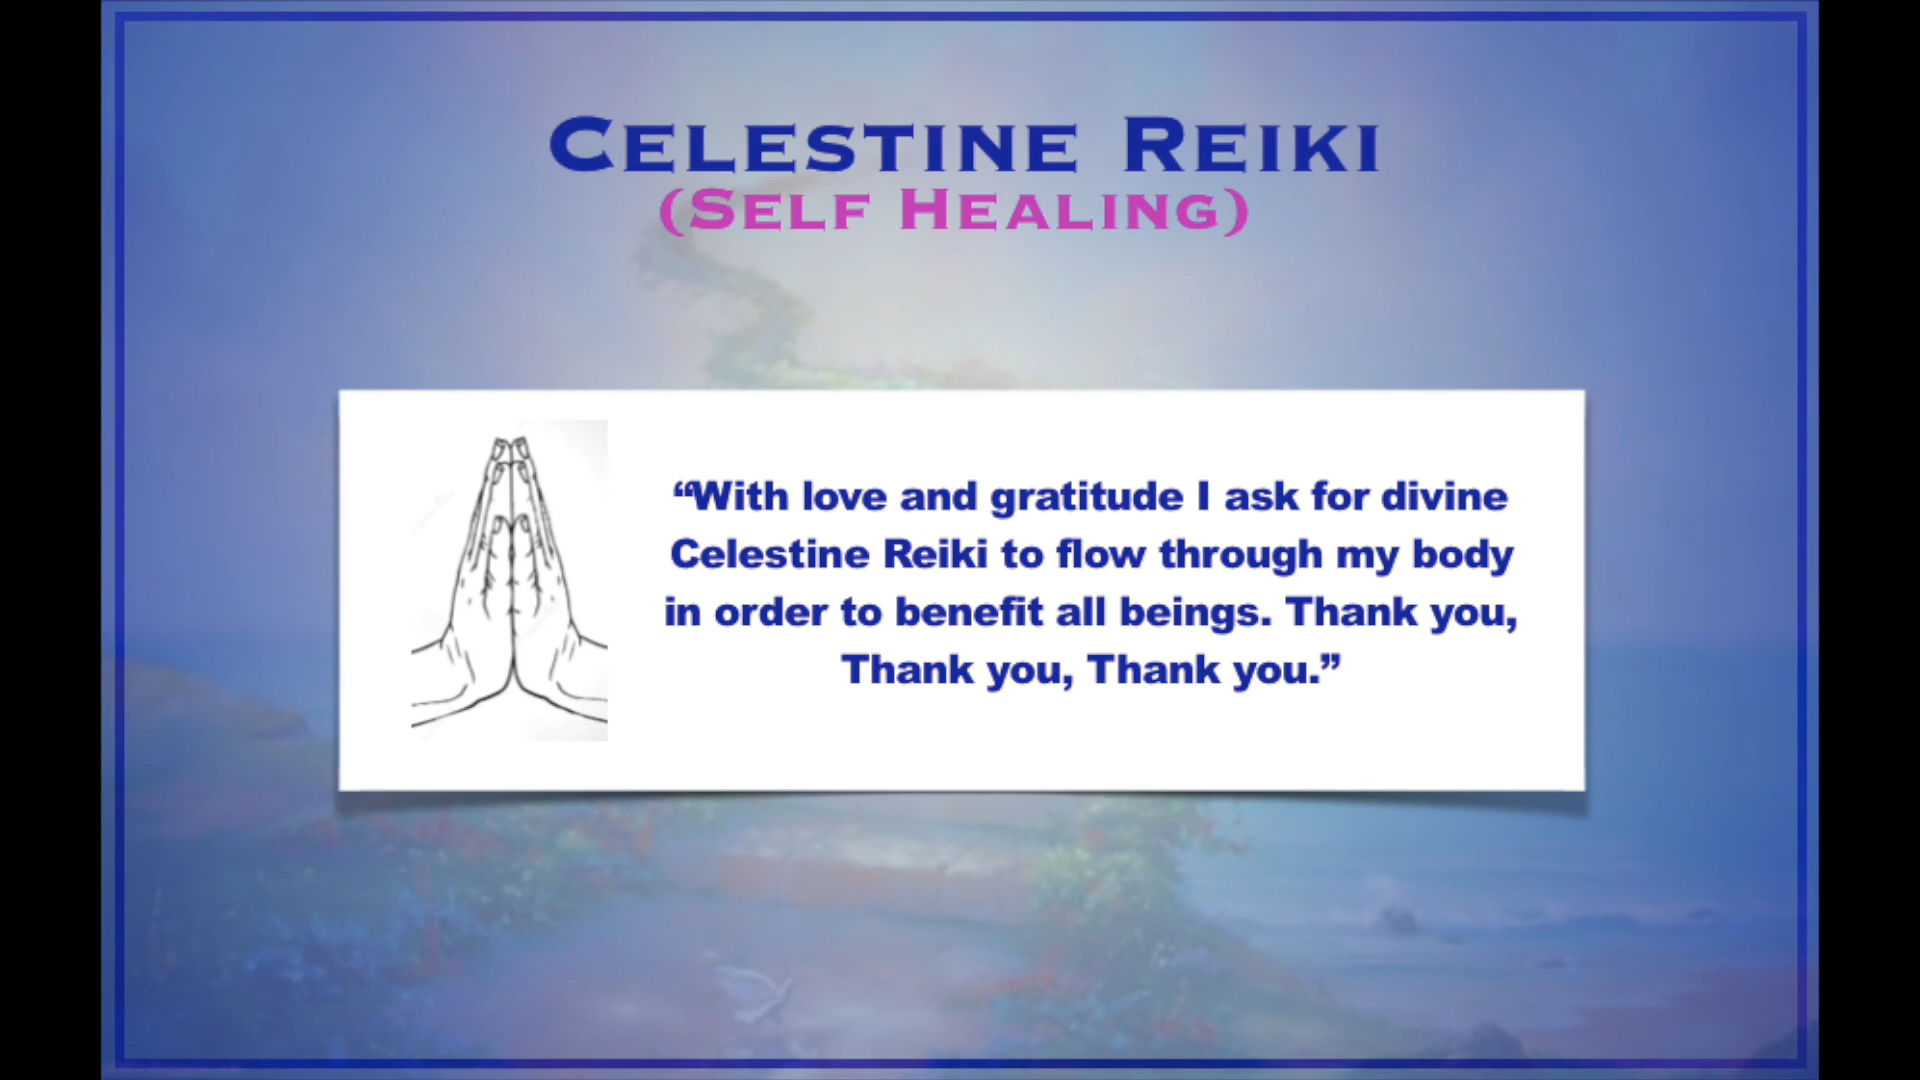 CELESTINE REIKI
(SELF HEALING)
“With love and gratitude I ask for divine
Celestine Reiki to flow through my body
in order to benefit all beings. Thank you,
Thank you, Thank you.”